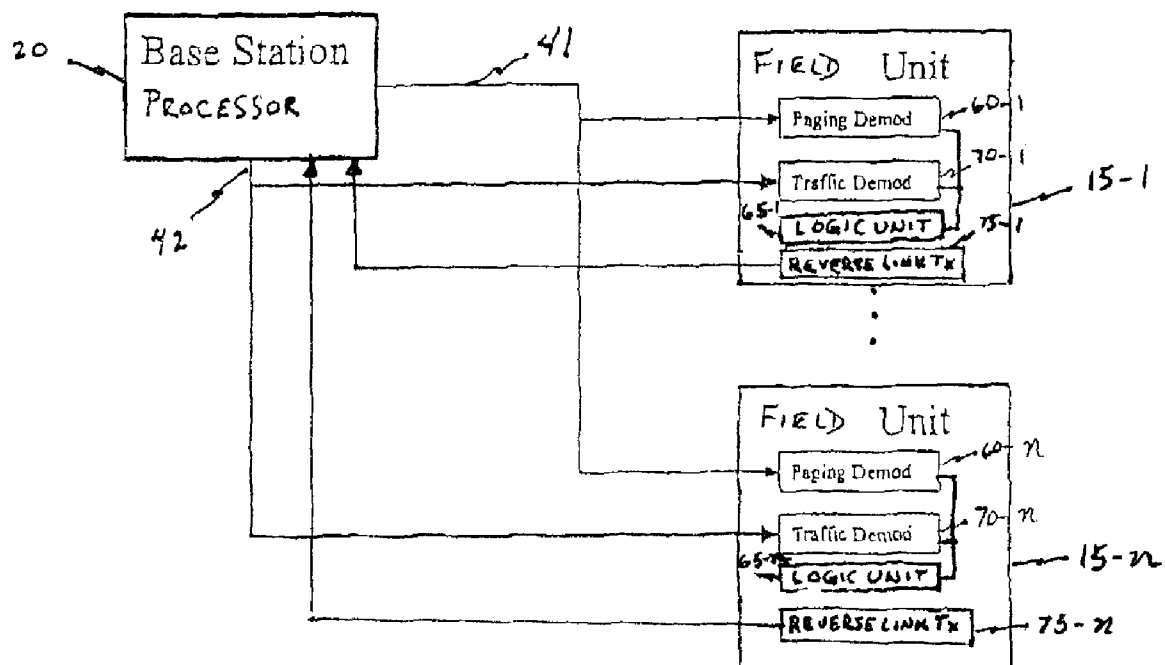 20
Base Station
PROCESSOR
41
42
FIELD Unit
Paging Demod
60-1
Traffic Demod
70-1
65-1
LOGIC UNIT
75-1
REVERSE LINK TX
15-1
FIELD Unit
Paging Demod
60-n
Traffic Demod
70-n
65-n
LOGIC UNIT
REVERSE LINK TX
75-n
15-n